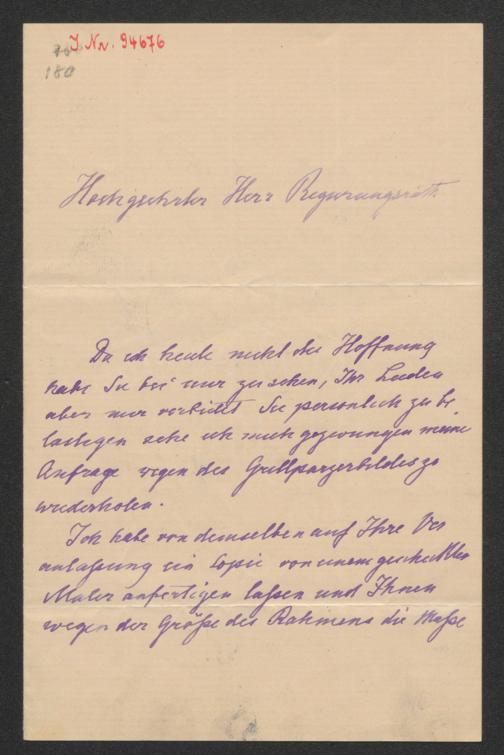 J. Nr. 94676
180
Hochgeehrter Herr Regierungsrath
Da ich heute nicht die Hoffnung
habe Sie bei mir zu sehen, Ihr Leiden
aber mir verbietet Sie persönlich zu be
lästigen sehe ich mich gezwungen meine
Anfrage wegen des Grillparzerbildes zu
wiederholen.
Ich habe von demselben auf Ihre Ver
anlaßung ein Copie von einem geschickten
Maler anfertigen laßen und Ihnen
wegen der Größe des Rahmens die Maße